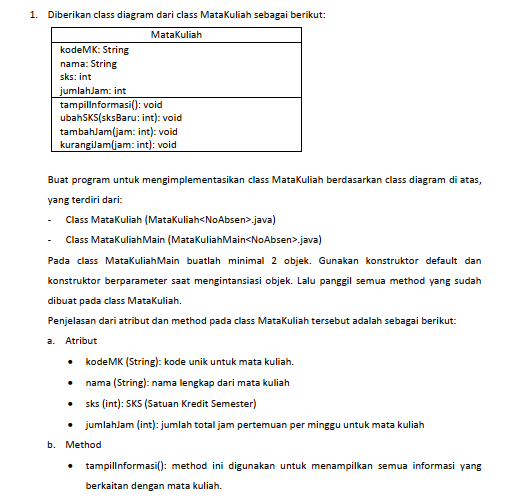 1. Diberikan class diagram dari class MataKuliah sebagai berikut:
MataKuliah
kodeMK: String
nama: String
sks: int
jumlahJam: int
tampilInformasi(): void
ubahSKS(sksBaru: int): void
tambahJam(jam: int): void
kurangiJam(jam: int): void
Buat program untuk mengimplementasikan class MataKuliah berdasarkan class diagram di atas,
yang terdiri dari:
- Class MataKuliah (MataKuliah<NoAbsen>.java)
- Class MataKuliahMain (MataKuliahMain<NoAbsen>.java)
Pada class MataKuliahMain buatlah minimal 2 objek. Gunakan konstruktor default dan
konstruktor berparameter saat mengintansiasi objek. Lalu panggil semua method yang sudah
dibuat pada class MataKuliah.
Penjelasan dari atribut dan method pada class MataKuliah tersebut adalah sebagai berikut:
a. Atribut
• kodeMK (String): kode unik untuk mata kuliah.
• nama (String): nama lengkap dari mata kuliah
• sks (int): SKS (Satuan Kredit Semester)
• jumlahJam (int): jumlah total jam pertemuan per minggu untuk mata kuliah
b. Method
• tampilInformasi(): method ini digunakan untuk menampilkan semua informasi yang
berkaitan dengan mata kuliah.